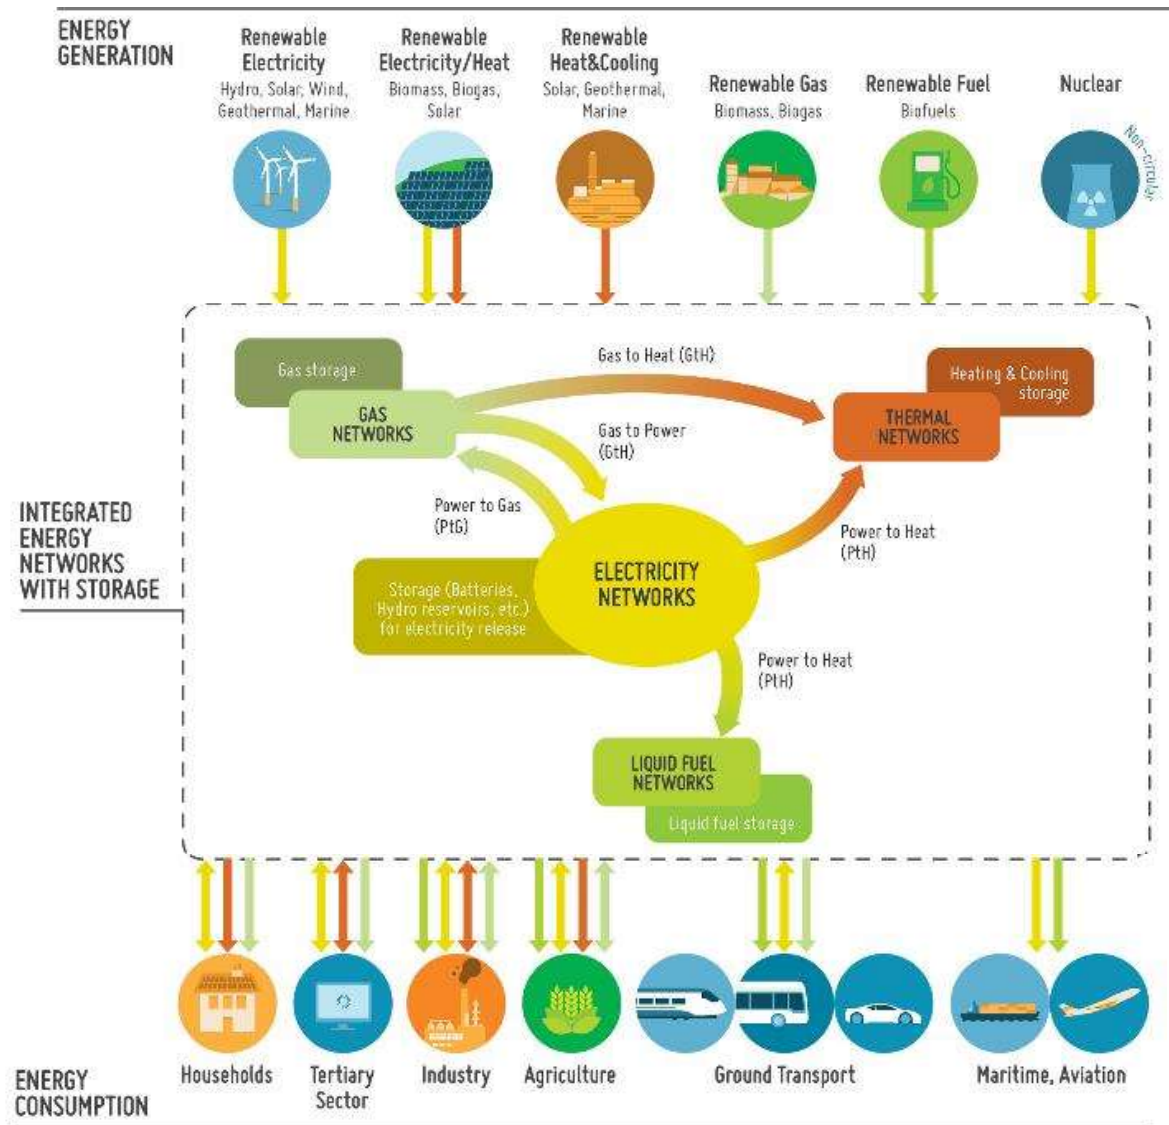 ENERGY
GENERATION
Renewable
Electricity
Hydro, Solar, Wind,
Geothermal, Marine
Renewable
Electricity/Heat
Biomass, Biogas,
Solar
Renewable
Heat&Cooling
Solar, Geothermal,
Marine
Renewable Gas
Biomass, Biogas
Renewable Fuel
Biofuels
Nuclear
Non-circular
Gas storage
GAS
NETWORKS
Gas to Heat (GtH)
Heating & Cooling
storage
THERMAL
NETWORKS
Gas to Power
(GtH)
Power to Gas
(PtG)
Power to Heat
(PtH)
INTEGRATED
ENERGY
NETWORKS
WITH STORAGE
ELECTRICITY
NETWORKS
Storage (Batteries,
Hydro reservoirs, etc.)
for electricity release
Power to Heat
(PtH)
LIQUID FUEL
NETWORKS
Liquid fuel storage
ENERGY
CONSUMPTION
Households
Tertiary
Sector
Industry
Agriculture
Ground Transport
Maritime, Aviation